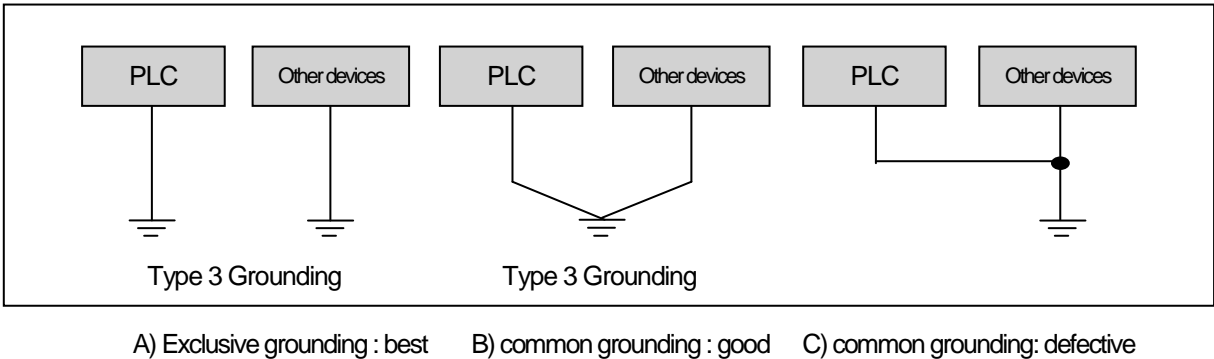 PLC Other devices PLC Other devices PLC Other devices
Type 3 Grounding Type 3 Grounding
A) Exclusive grounding : best B) common grounding : good C) common grounding: defective